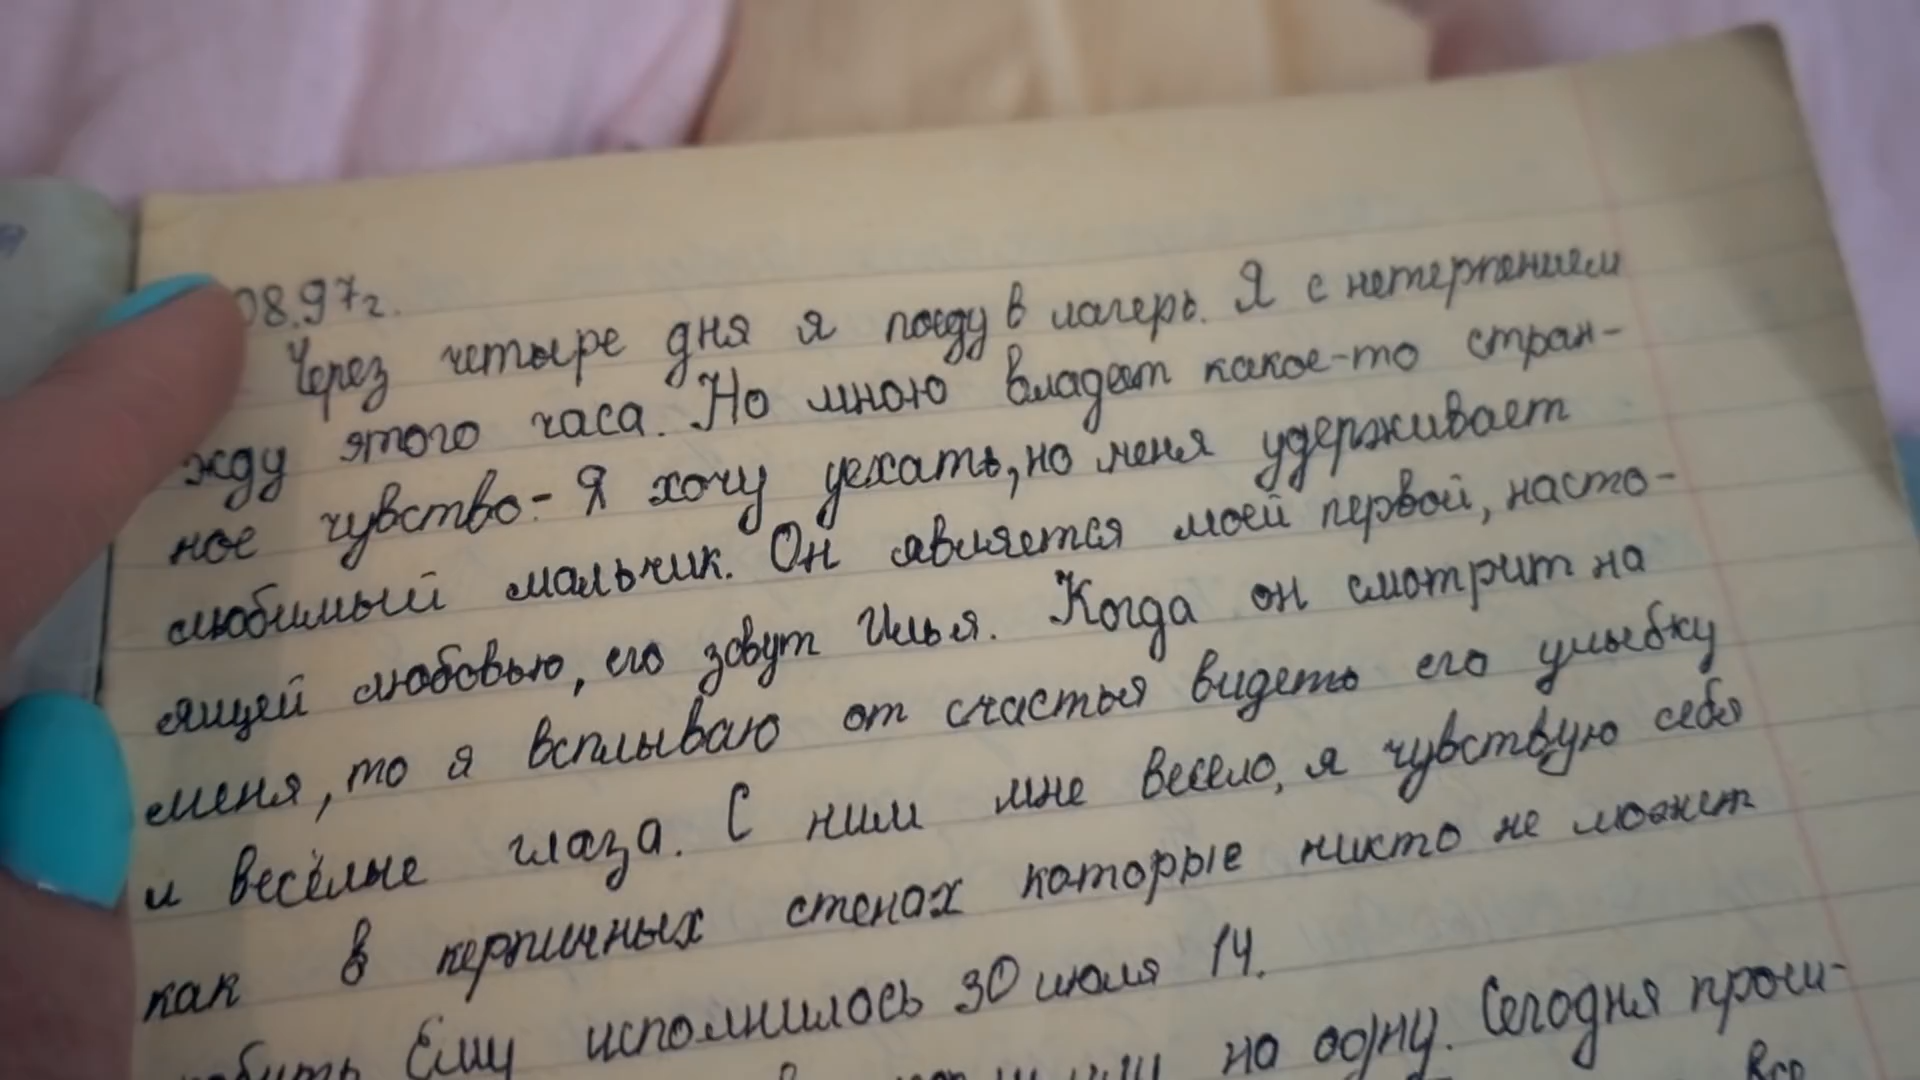 08.97г.
Через четыре дня я поеду в лагерь. Я с нетерпением
жду этого часа. Но мною владеет какое-то стран-
ное чувство:- Я хочу уехать, но меня удерживает
любимый мальчик. Он является моей первой, насто-
ящей любовью, его зовут Илья. Когда он смотрит на
меня, то я всплываю от счастья видеть его улыбку
и весёлые глаза. С ним мне весело, я чувствую себя
как в керпичных стенах которые никто не может
Ему исполнилось 30 июля 14.
на одну. Сегодня проси-